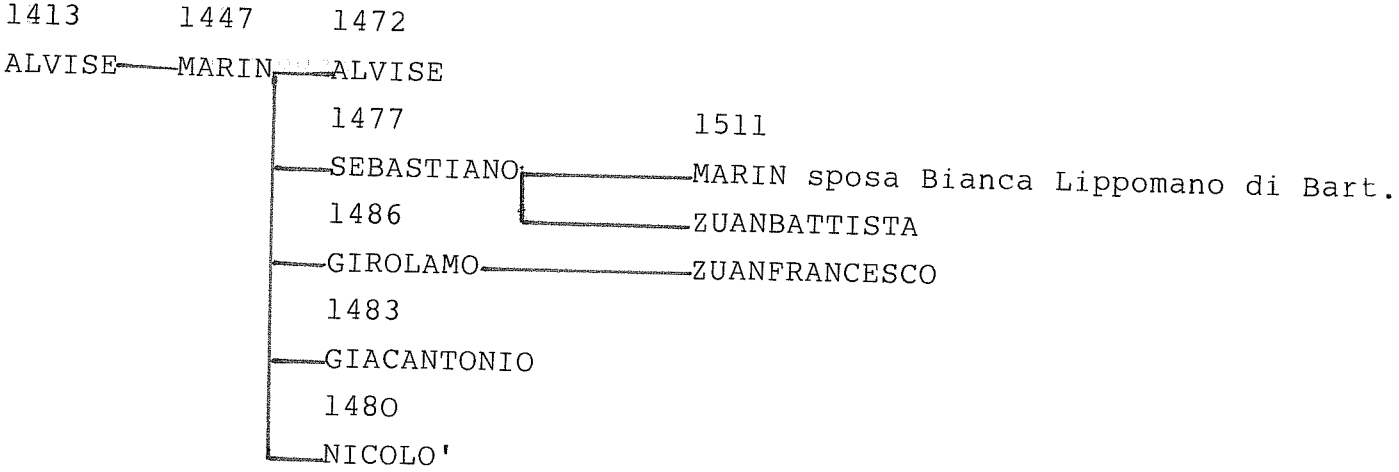 1413 1447 1472
ALVISE MARIN ALVISE
1477 1511
SEBASTIANO MARIN sposa Bianca Lippomano di Bart.
1486 ZUANBATTISTA
GIROLAMO ZUANFRANCESCO
1483
GIACANTONIO
1480
NICOLO'